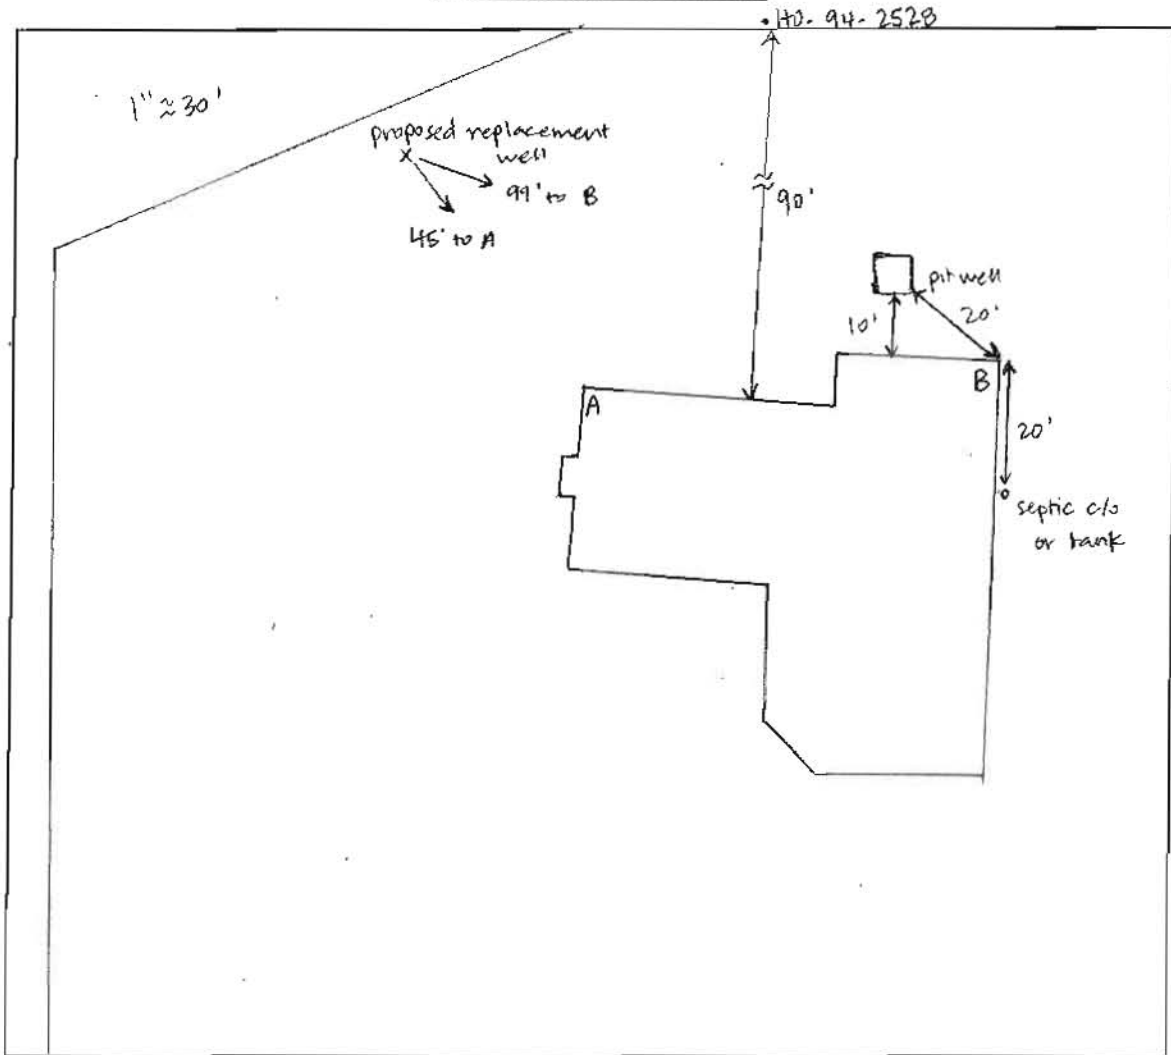 HO-94-2528
1" ≈ 30'
proposed replacement
well
x
99' to B
45' to A
≈ 90'
pit well
10'
20'
A
B
20'
septic c/o
or tank